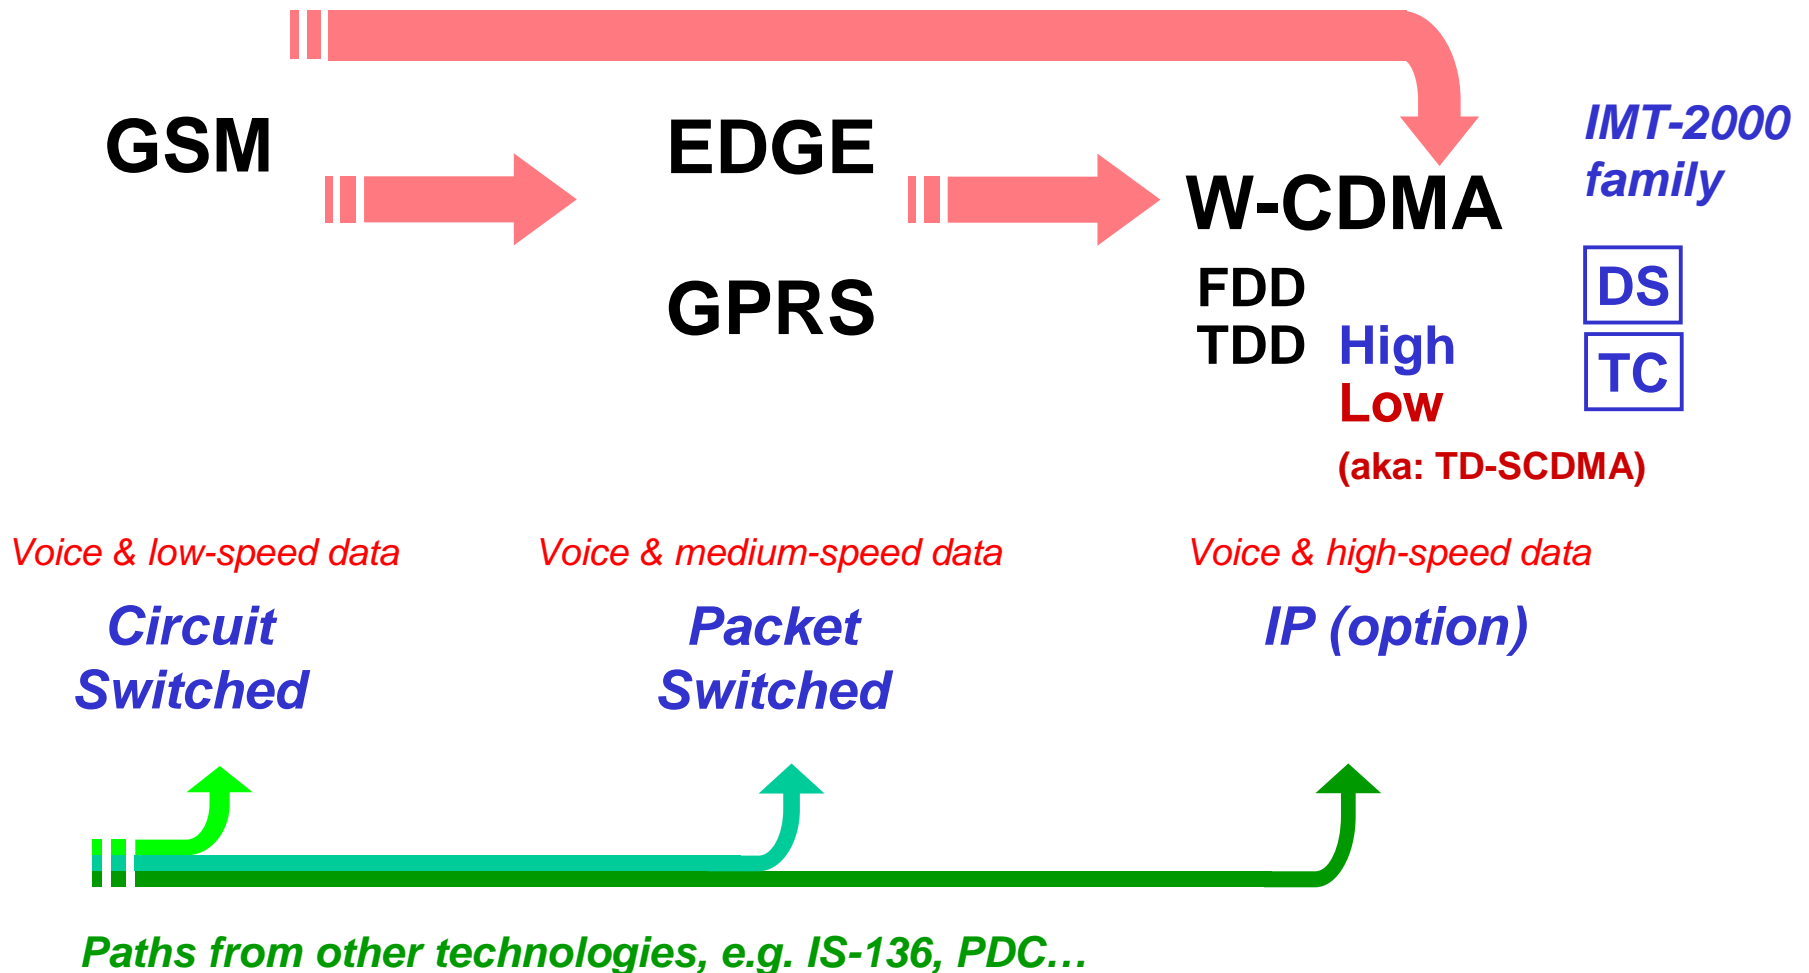 GSM
EDGE
GPRS
W-CDMA
FDD
TDD High
Low
(aka: TD-SCDMA)
IMT-2000
family
DS
TC
Voice & low-speed data
Circuit
Switched
Voice & medium-speed data
Packet
Switched
Voice & high-speed data
IP (option)
Paths from other technologies, e.g. IS-136, PDC…